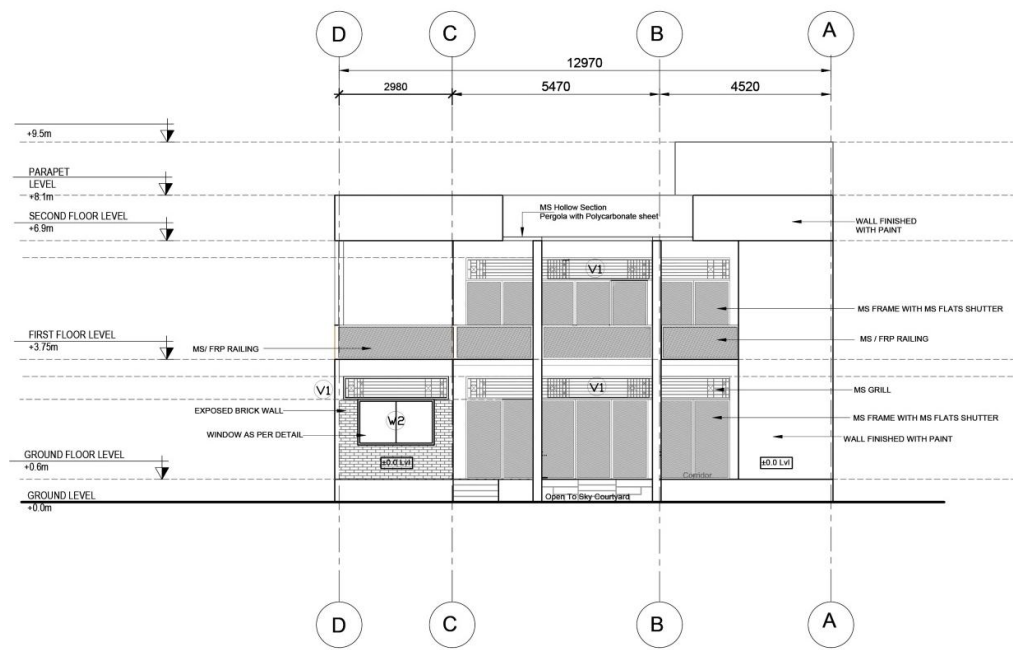 D
C
B
A
12970
2980
5470
4520
+9.5m
PARAPET
LEVEL
+8.1m
SECOND FLOOR LEVEL
+6.9m
MS Hollow Section
Pergola with Polycarbonate sheet
WALL FINISHED
WITH PAINT
V1
MS FRAME WITH MS FLATS SHUTTER
FIRST FLOOR LEVEL
+3.75m
MS/ FRP RAILING
MS / FRP RAILING
V1
V1
MS GRILL
EXPOSED BRICK WALL
W2
MS FRAME WITH MS FLATS SHUTTER
WINDOW AS PER DETAIL
WALL FINISHED WITH PAINT
GROUND FLOOR LEVEL
+0.6m
±0.0 Lvl
±0.0 Lvl
Corridor
GROUND LEVEL
+0.0m
Open To Sky Courtyard
D
C
B
A